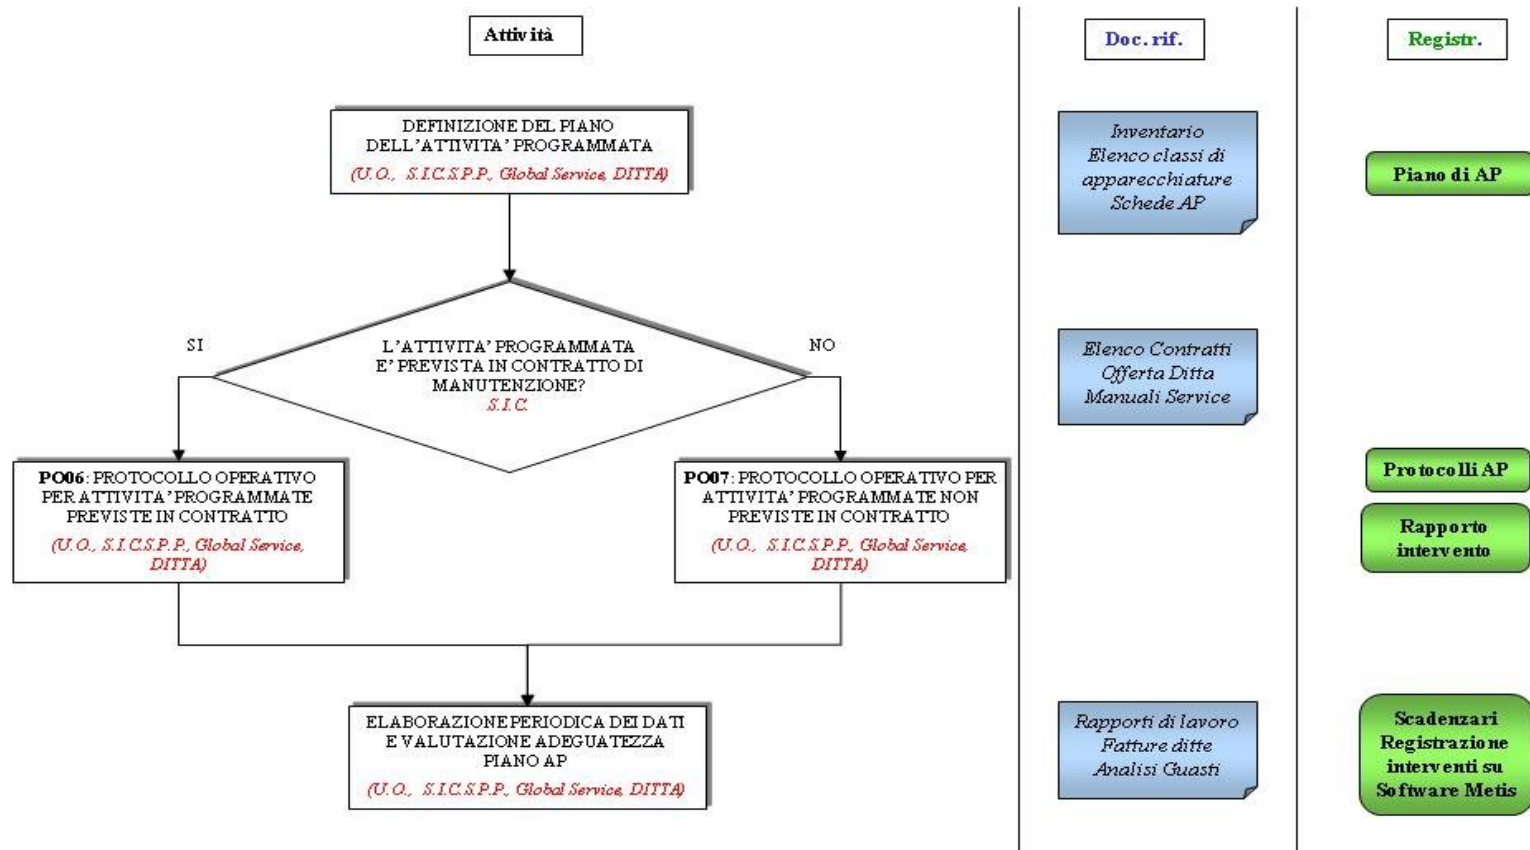 Attività
Doc. rif.
Registr.
DEFINIZIONE DEL PIANO
DELL'ATTIVITA' PROGRAMMATA
(U.O., S.I.C.S.P.P., Global Service, DITTA)
Inventario
Elenco classi di
apparecchiature
Schede AP
Piano di AP
SI
NO
L'ATTIVITA' PROGRAMMATA
E' PREVISTA IN CONTRATTO DI
MANUTENZIONE?
S.I.C.
Elenco Contratti
Offerta Ditta
Manuali Service
PO06: PROTOCOLLO OPERATIVO
PER ATTIVITA' PROGRAMMATE
PREVISTE IN CONTRATTO
(U.O., S.I.C.S.P.P., Global Service,
DITTA)
PO07: PROTOCOLLO OPERATIVO PER
ATTIVITA' PROGRAMMATE NON
PREVISTE IN CONTRATTO
(U.O., S.I.C.S.P.P., Global Service,
DITTA)
Protocolli AP
Rapporto
intervento
ELABORAZIONE PERIODICA DEI DATI
E VALUTAZIONE ADEGUATEZZA
PIANO AP
(U.O., S.I.C.S.P.P., Global Service, DITTA)
Rapporti di lavoro
Fatture ditte
Analisi Guasti
Scadenzari
Registrazione
interventi su
Software Metis